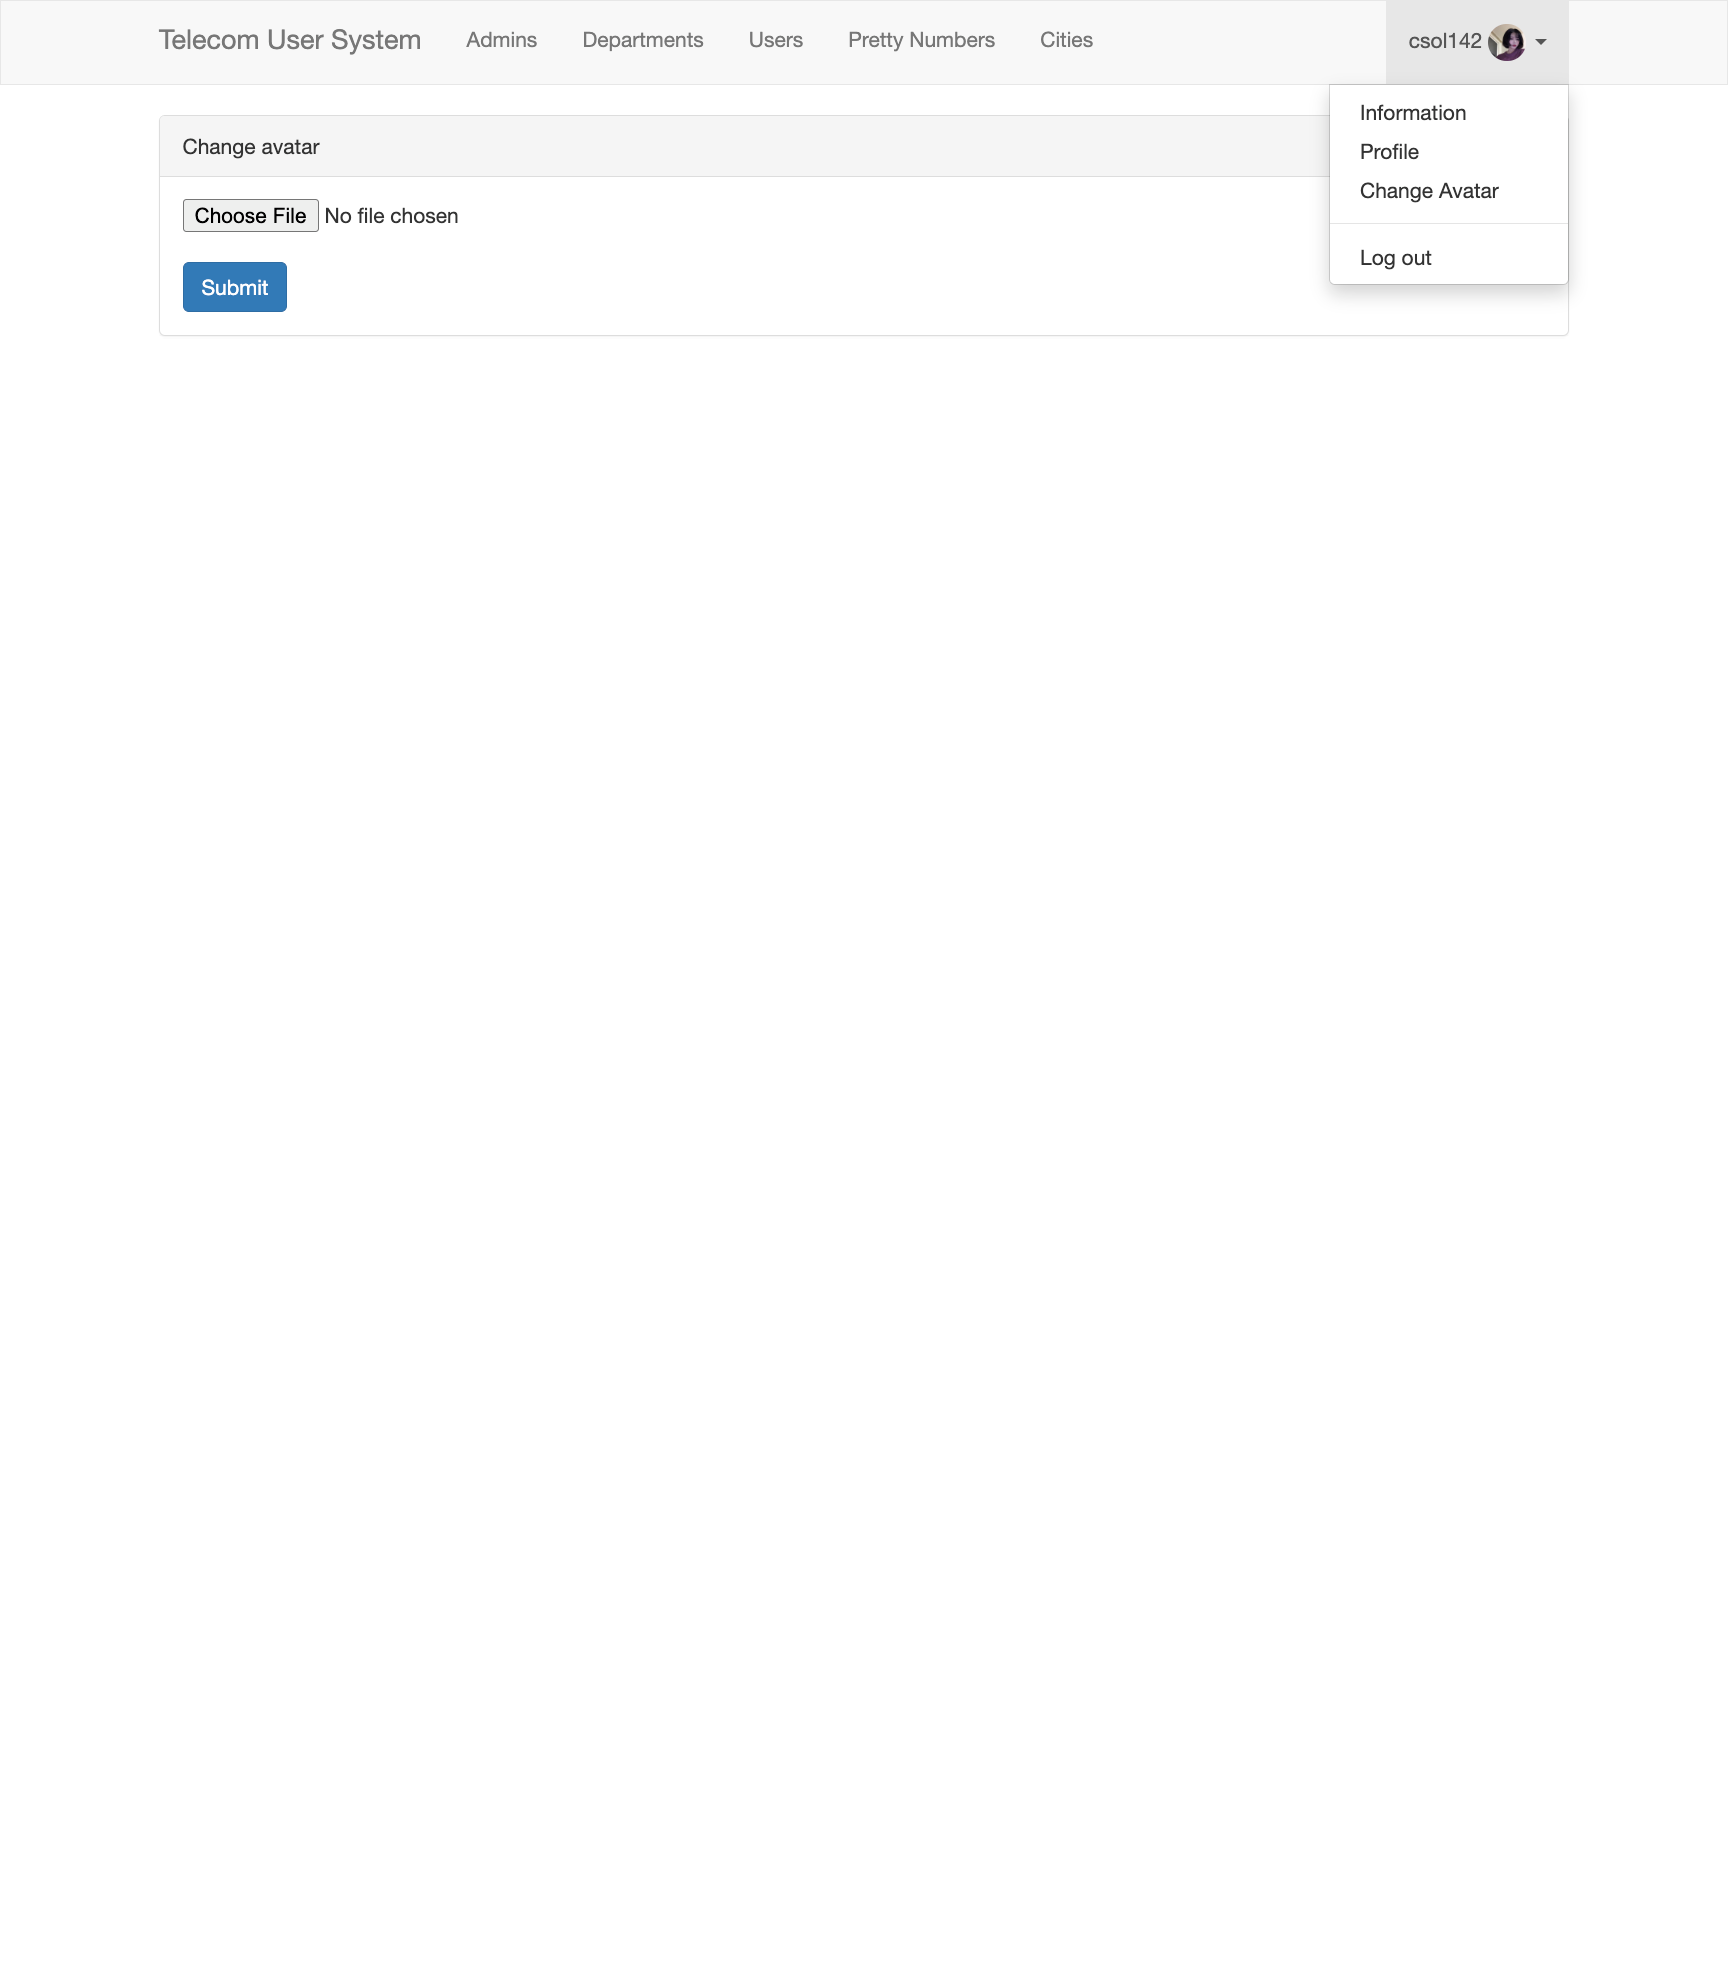 Telecom User System Admins Departments Users Pretty Numbers Cities csol142
Information
Profile
Change Avatar
Log out
Change avatar
Choose File No file chosen
Submit